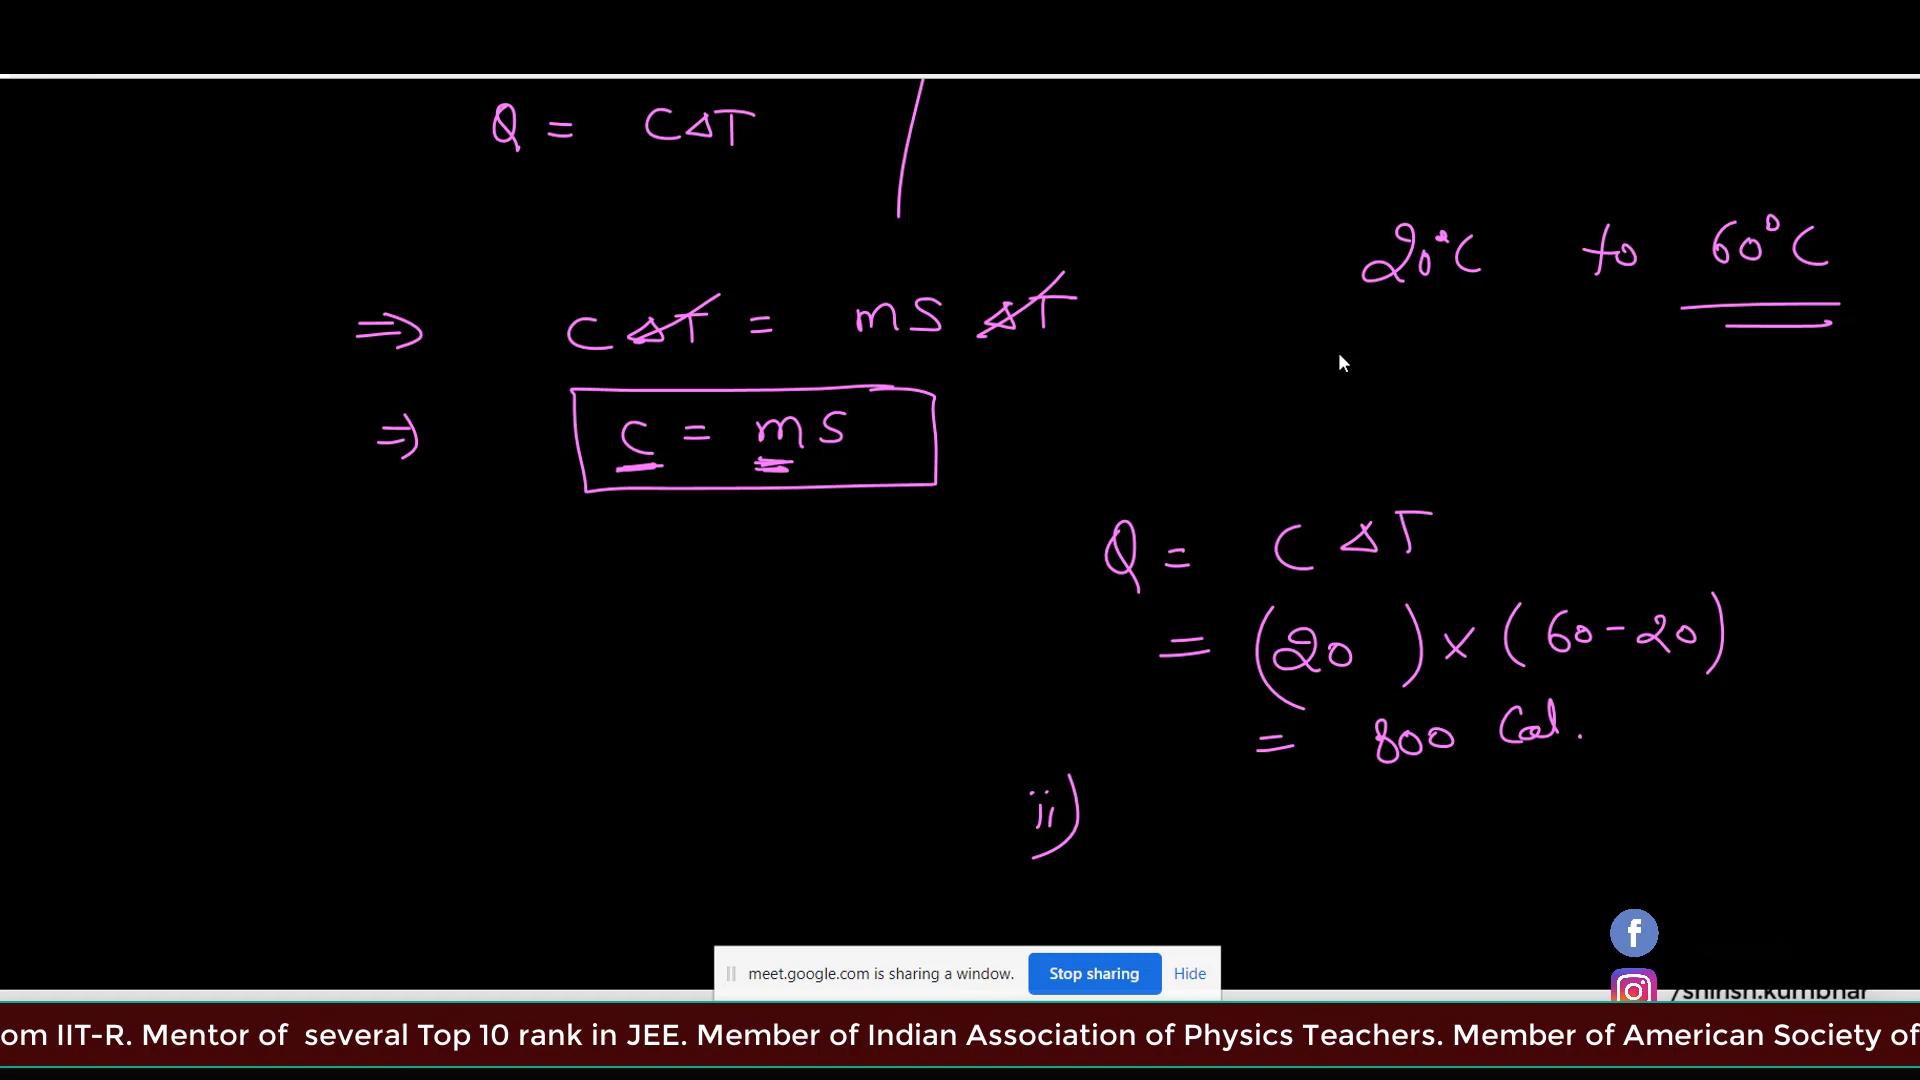 Q = CΔT
20°C to 60°C
⇒ CΔT = mSΔT
⇒ C = mS
Q = CΔT
= (20 ) × (60-20)
= 800 Cal.
ii)
meet.google.com is sharing a window. Stop sharing Hide
om IIT-R. Mentor of several Top 10 rank in JEE. Member of Indian Association of Physics Teachers. Member of American Society of